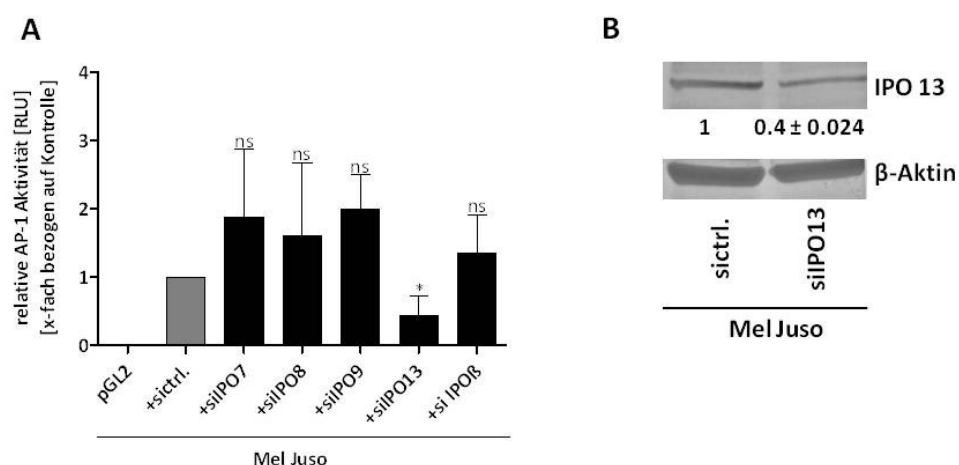 A
relative AP-1 Aktivität [RLU]
[x-fach bezogen auf Kontrolle]
4
3
2
1
0
ns
ns
ns
*
ns
pGL2
+sictrl.
+siIPO7
+siIPO8
+siIPO9
+siIPO13
+si IPOß
Mel Juso
B
IPO 13
1 0.4 ± 0.024
β-Aktin
sictrl.
siIPO13
Mel Juso